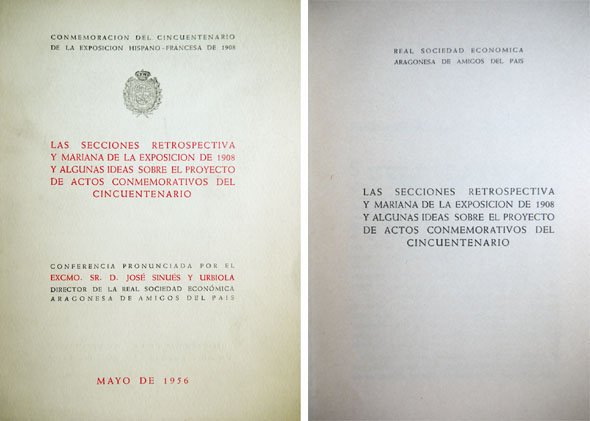 CONMEMORACION DEL CINCUENTENARIO
DE LA EXPOSICION HISPANO-FRANCESA DE 1908
LAS SECCIONES RETROSPECTIVA
Y MARIANA DE LA EXPOSICION DE 1908
Y ALGUNAS IDEAS SOBRE EL PROYECTO
DE ACTOS CONMEMORATIVOS DEL
CINCUENTENARIO
CONFERENCIA PRONUNCIADA POR EL
EXCMO. SR. D. JOSÉ SINUÉS Y URBIOLA
DIRECTOR DE LA REAL SOCIEDAD ECONÓMICA
ARAGONESA DE AMIGOS DEL PAIS
MAYO DE 1956
REAL SOCIEDAD ECONOMICA
ARAGONESA DE AMIGOS DEL PAIS
LAS SECCIONES RETROSPECTIVA
Y MARIANA DE LA EXPOSICION DE 1908
Y ALGUNAS IDEAS SOBRE EL PROYECTO
DE ACTOS CONMEMORATIVOS DEL
CINCUENTENARIO